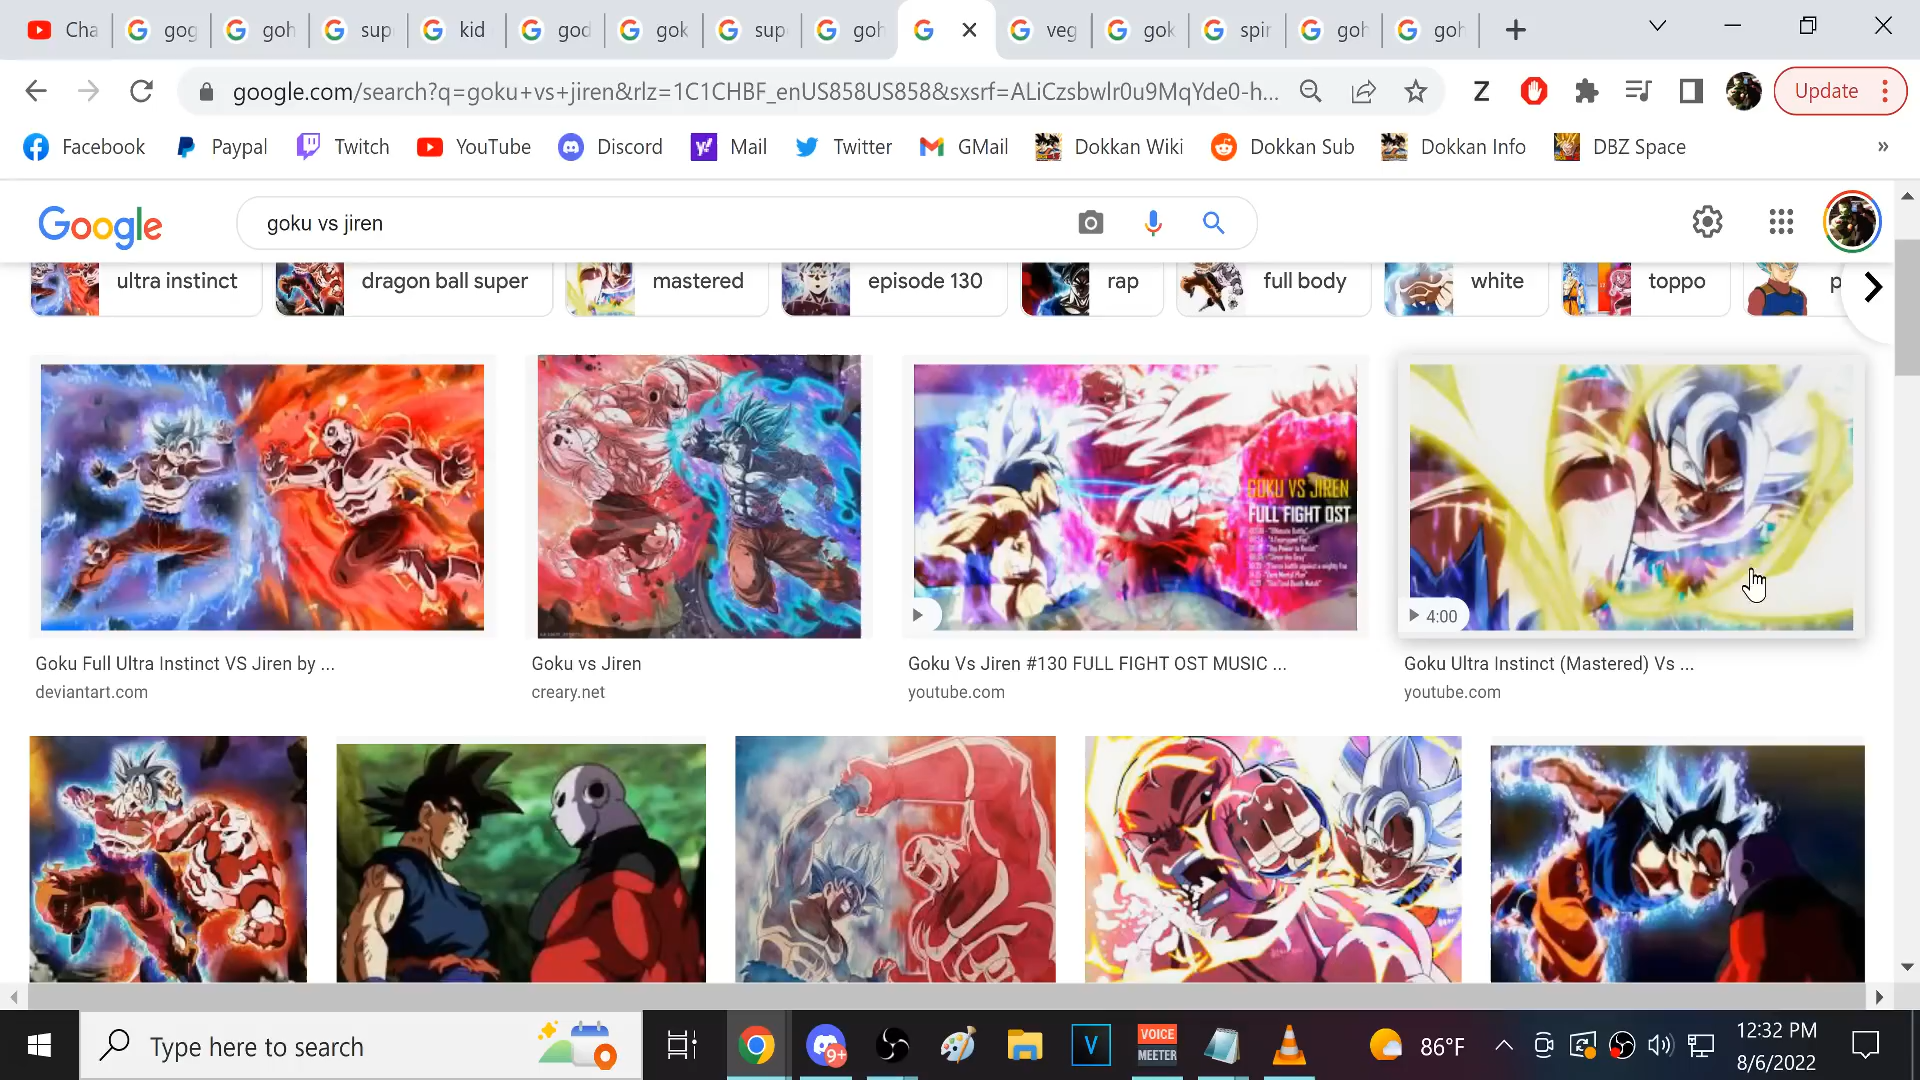 Cha
gog
goh
sup
kid
god
gok
sup
goh
veg
gok
spir
goh
goh
google.com/search?q=goku+vs+jiren&rlz=1C1CHBF_enUS858US858&sxsrf=ALiCzsbwlr0u9MqYde0-h...
Z
Update
Facebook
Paypal
Twitch
YouTube
Discord
Mail
Twitter
GMail
Dokkan Wiki
Dokkan Sub
Dokkan Info
DBZ Space
»
Google
goku vs jiren
ultra instinct
dragon ball super
mastered
episode 130
rap
full body
white
toppo
p
GOKU VS JIREN
FULL FIGHT OST
4:00
Goku Full Ultra Instinct VS Jiren by ...
deviantart.com
Goku vs Jiren
creary.net
Goku Vs Jiren #130 FULL FIGHT OST MUSIC ...
youtube.com
Goku Ultra Instinct (Mastered) Vs ...
youtube.com
Type here to search
9+
V
VOICE
MEETER
86°F
12:32 PM
8/6/2022